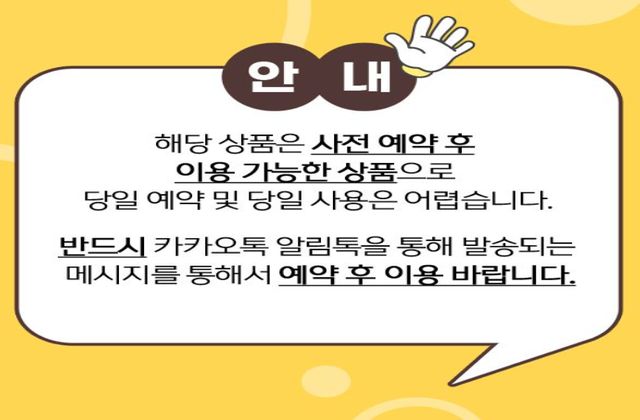 안 내
해당 상품은 사전 예약 후
이용 가능한 상품으로
당일 예약 및 당일 사용은 어렵습니다.
반드시 카카오톡 알림톡을 통해 발송되는
메시지를 통해서 예약 후 이용 바랍니다.